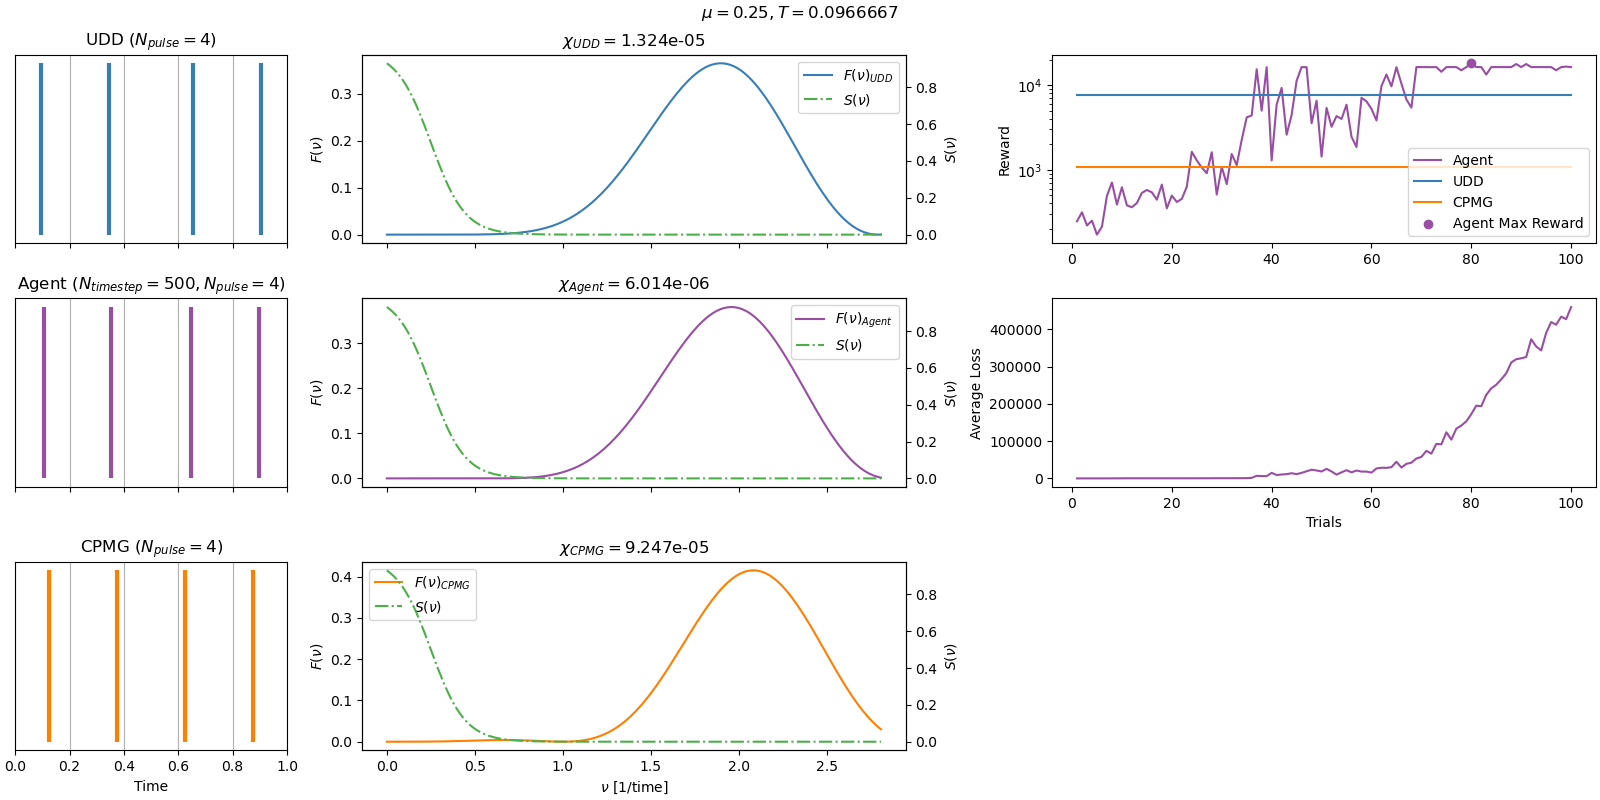 μ = 0.25, T = 0.0966667
UDD (N_pulse = 4)
χ_UDD = 1.324e-05
F(ν)
0.3
0.2
0.1
0.0
F(ν)_UDD
S(ν)
0.8
0.6
0.4
0.2
0.0
S(ν)
Reward
10^4
10^3
Agent
UDD
CPMG
Agent Max Reward
0 20 40 60 80 100
Agent (N_timestep = 500, N_pulse = 4)
χ_Agent = 6.014e-06
F(ν)
0.3
0.2
0.1
0.0
F(ν)_Agent
S(ν)
0.8
0.6
0.4
0.2
0.0
S(ν)
Average Loss
400000
300000
200000
100000
0
0 20 40 60 80 100
Trials
CPMG (N_pulse = 4)
0.0 0.2 0.4 0.6 0.8 1.0
Time
χ_CPMG = 9.247e-05
F(ν)
0.4
0.3
0.2
0.1
0.0
F(ν)_CPMG
S(ν)
0.8
0.6
0.4
0.2
0.0
S(ν)
0.0 0.5 1.0 1.5 2.0 2.5
ν [1/time]